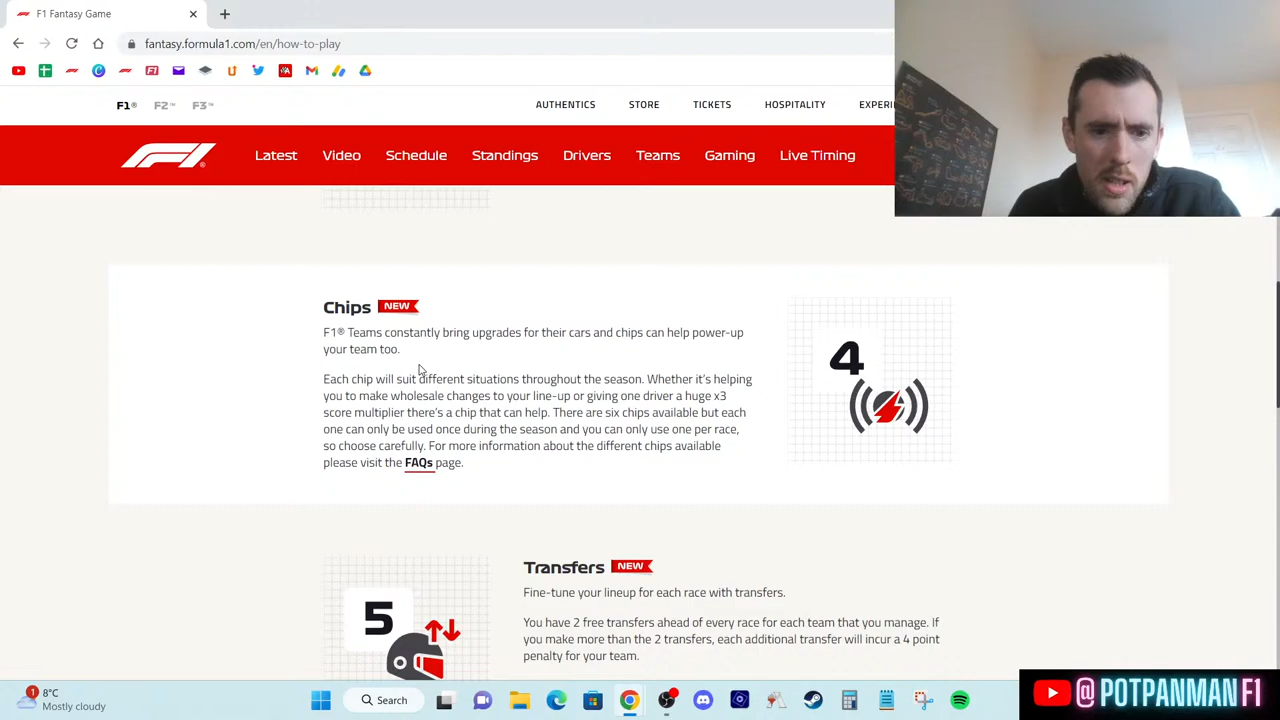 F1 Fantasy Game
fantasy.formula1.com/en/how-to-play
F1® F2™ F3™
AUTHENTICS STORE TICKETS HOSPITALITY
Latest Video Schedule Standings Drivers Teams Gaming Live Timing
Chips NEW
F1® Teams constantly bring upgrades for their cars and chips can help power-up
your team too.
Each chip will suit different situations throughout the season. Whether it's helping
you to make wholesale changes to your line-up or giving one driver a huge x3
score multiplier there's a chip that can help. There are six chips available but each
one can only be used once during the season and you can only use one per race,
so choose carefully. For more information about the different chips available
please visit the FAQs page.
4
Transfers NEW
Fine-tune your lineup for each race with transfers.
You have 2 free transfers ahead of every race for each team that you manage. If
you make more than the 2 transfers, each additional transfer will incur a 4 point
penalty for your team.
5
1
8°C
Mostly cloudy
Search
@POTPANMAN F1